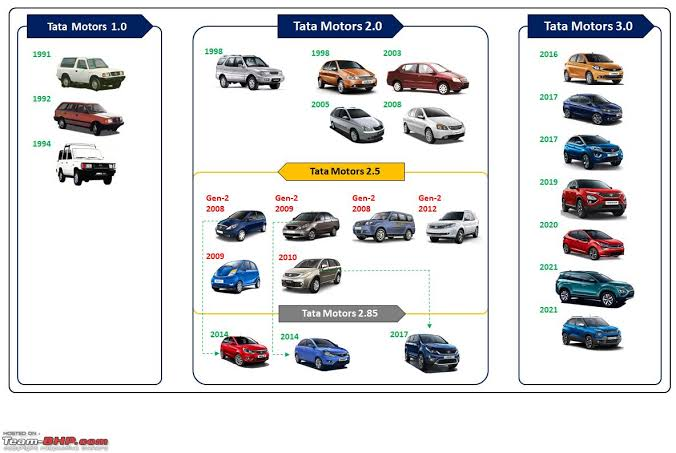 Tata Motors 1.0
1991
1992
1994
Tata Motors 2.0
1998
1998
2003
2005
2008
Tata Motors 2.5
Gen-2
2008
Gen-2
2009
Gen-2
2008
Gen-2
2012
2009
2010
Tata Motors 2.85
2014
2014
2017
Tata Motors 3.0
2016
2017
2017
2019
2020
2021
2021
HOSTED ON :
Team-BHP.com
copyright respective owners